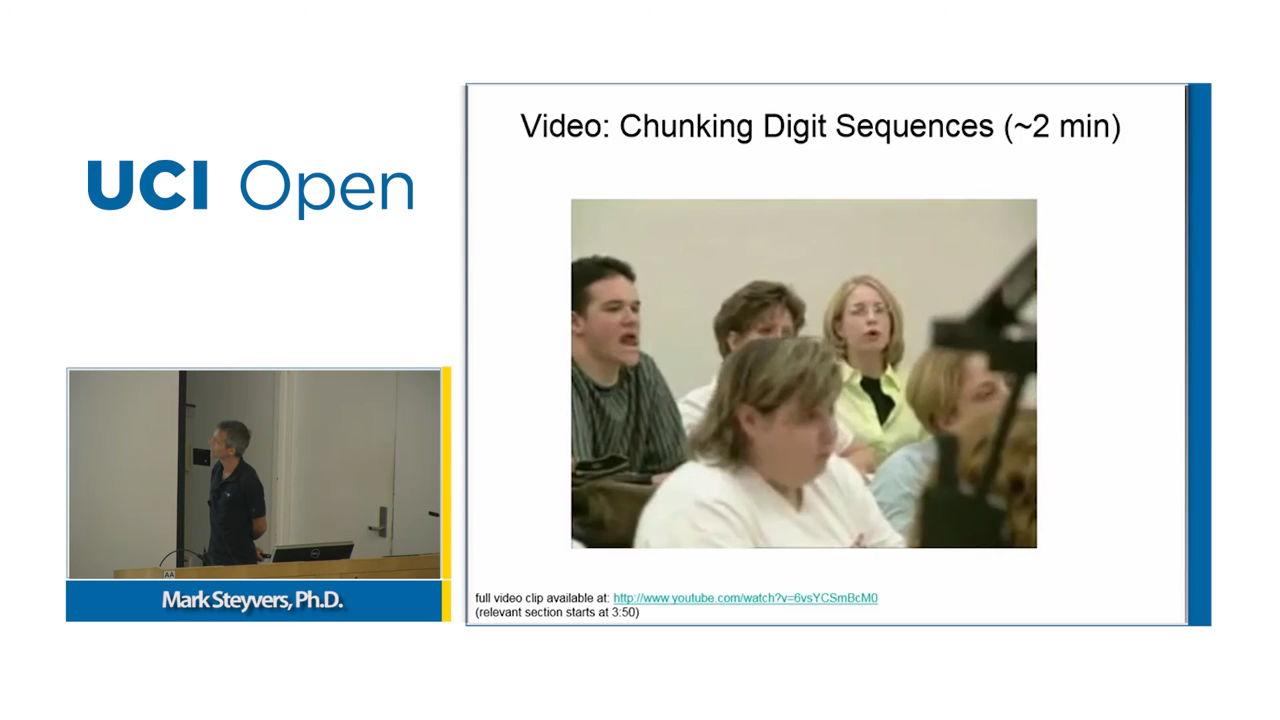 UCI Open
Video: Chunking Digit Sequences (~2 min)
AA
Mark Steyvers, Ph.D.
full video clip available at: http://www.youtube.com/watch?v=6vsYCSmBcM0
(relevant section starts at 3:50)